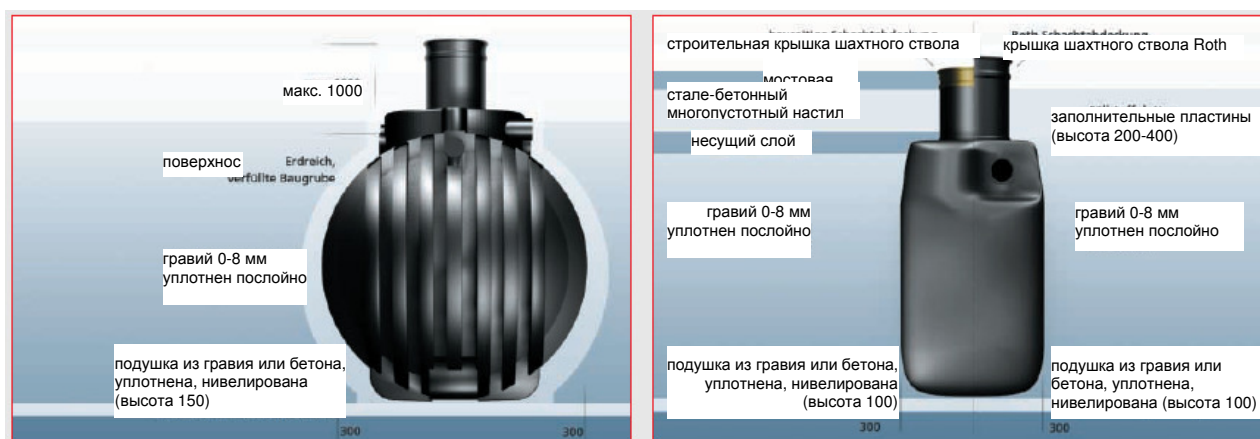 макс. 1000
поверхнос
Erdreich,
verfüllte Baugrube
гравий 0-8 мм
уплотнен послойно
подушка из гравия или бетона,
уплотнена, нивелирована
(высота 150)
300
300
строительная крышка шахтного ствола
крышка шахтного ствола Roth
мостовая
стале-бетонный
многопустотный настил
несущий слой
заполнительные пластины
(высота 200-400)
гравий 0-8 мм
уплотнен послойно
гравий 0-8 мм
уплотнен послойно
подушка из гравия или бетона,
уплотнена, нивелирована
(высота 100)
подушка из гравия или
бетона, уплотнена,
нивелирована (высота 100)
300
300